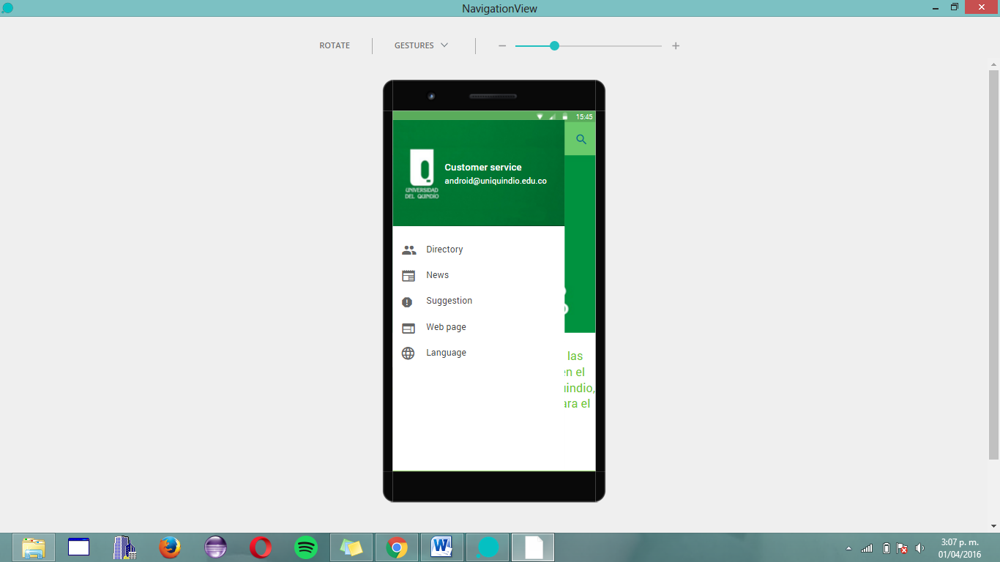 NavigationView
ROTATE
GESTURES
15:45
Customer service
android@uniquindio.edu.co
UNIVERSIDAD
DEL QUINDIO
Directory
News
Suggestion
Web page
Language
las
en el
uindio,
ara el
3:07 p. m.
01/04/2016